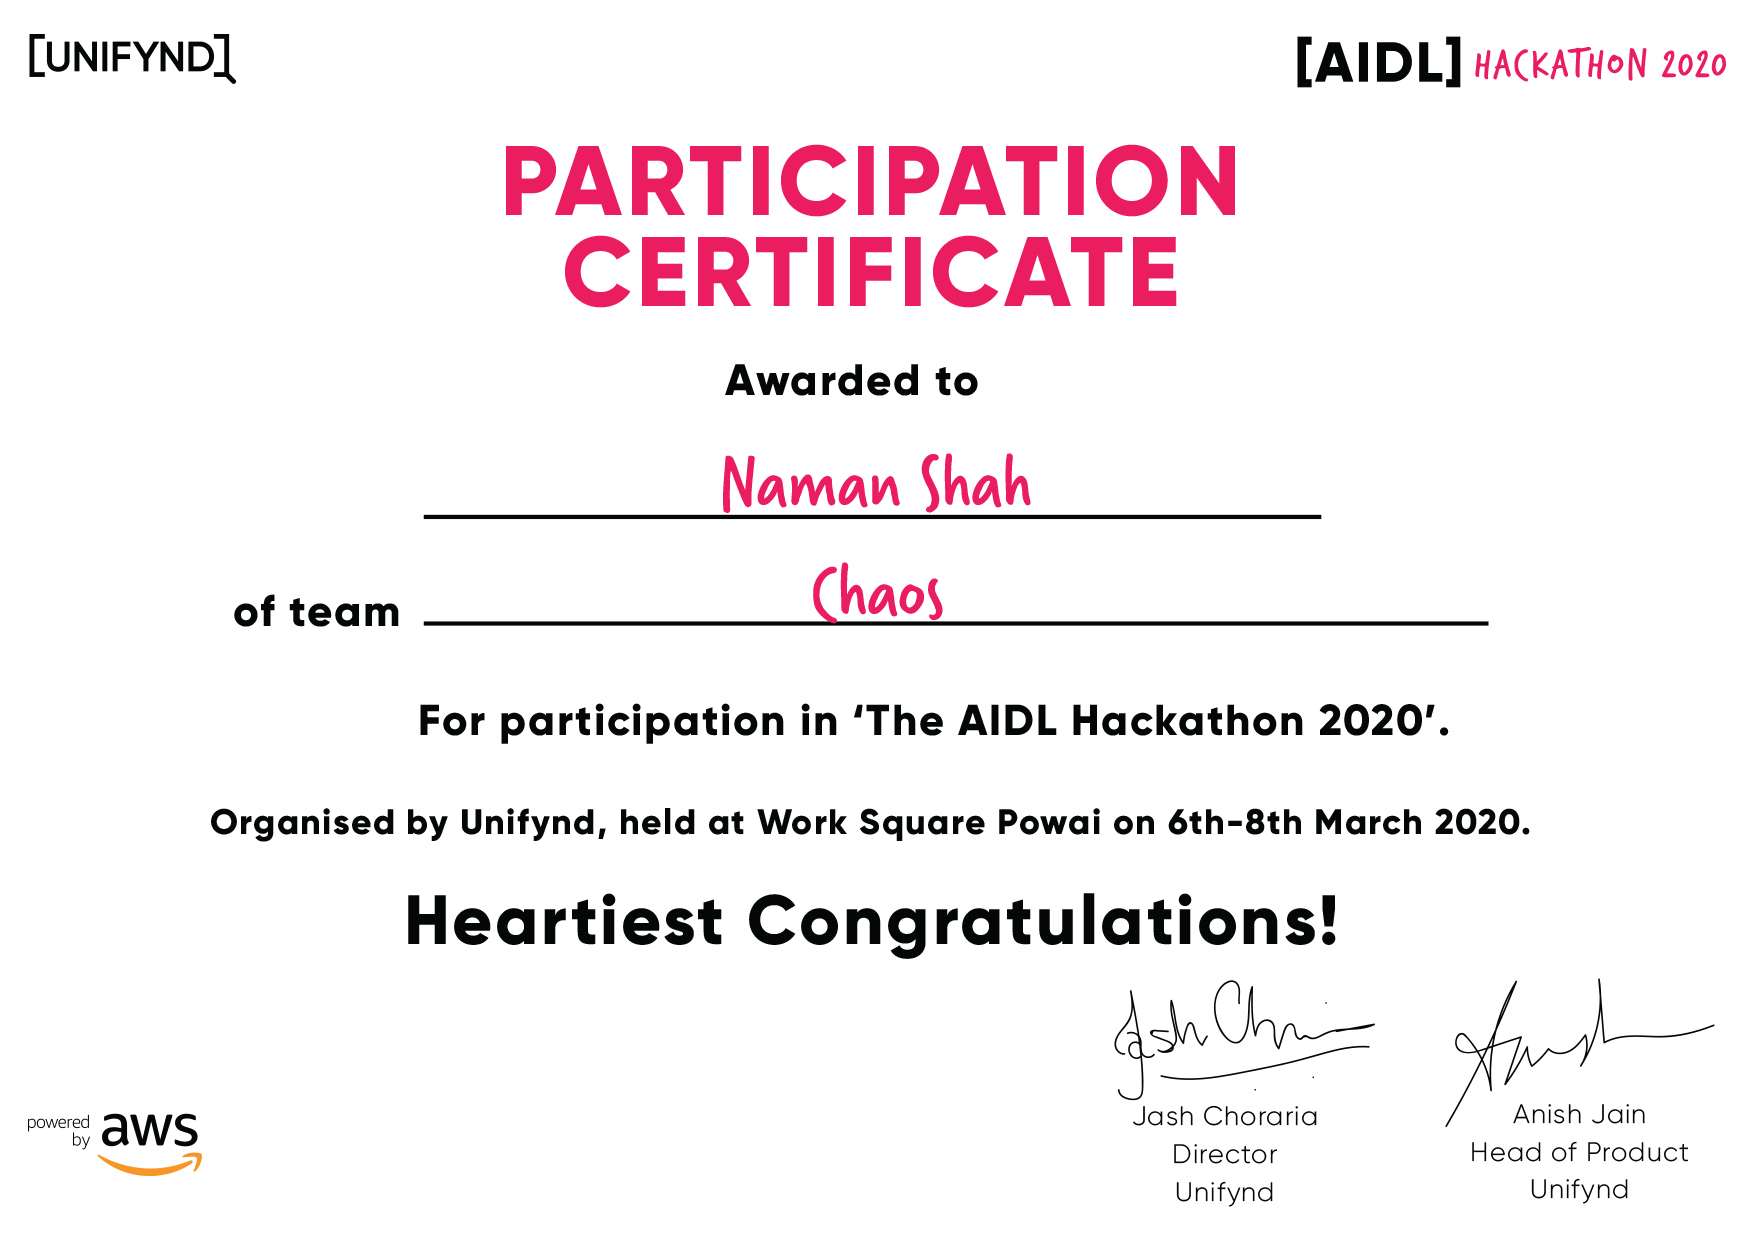 [UNIFYND]
[AIDL] HACKATHON 2020
PARTICIPATION
CERTIFICATE
Awarded to
Naman Shah
of team Chaos
For participation in ‘The AIDL Hackathon 2020’.
Organised by Unifynd, held at Work Square Powai on 6th-8th March 2020.
Heartiest Congratulations!
Jash Choraria
Director
Unifynd
Anish Jain
Head of Product
Unifynd
powered
by aws